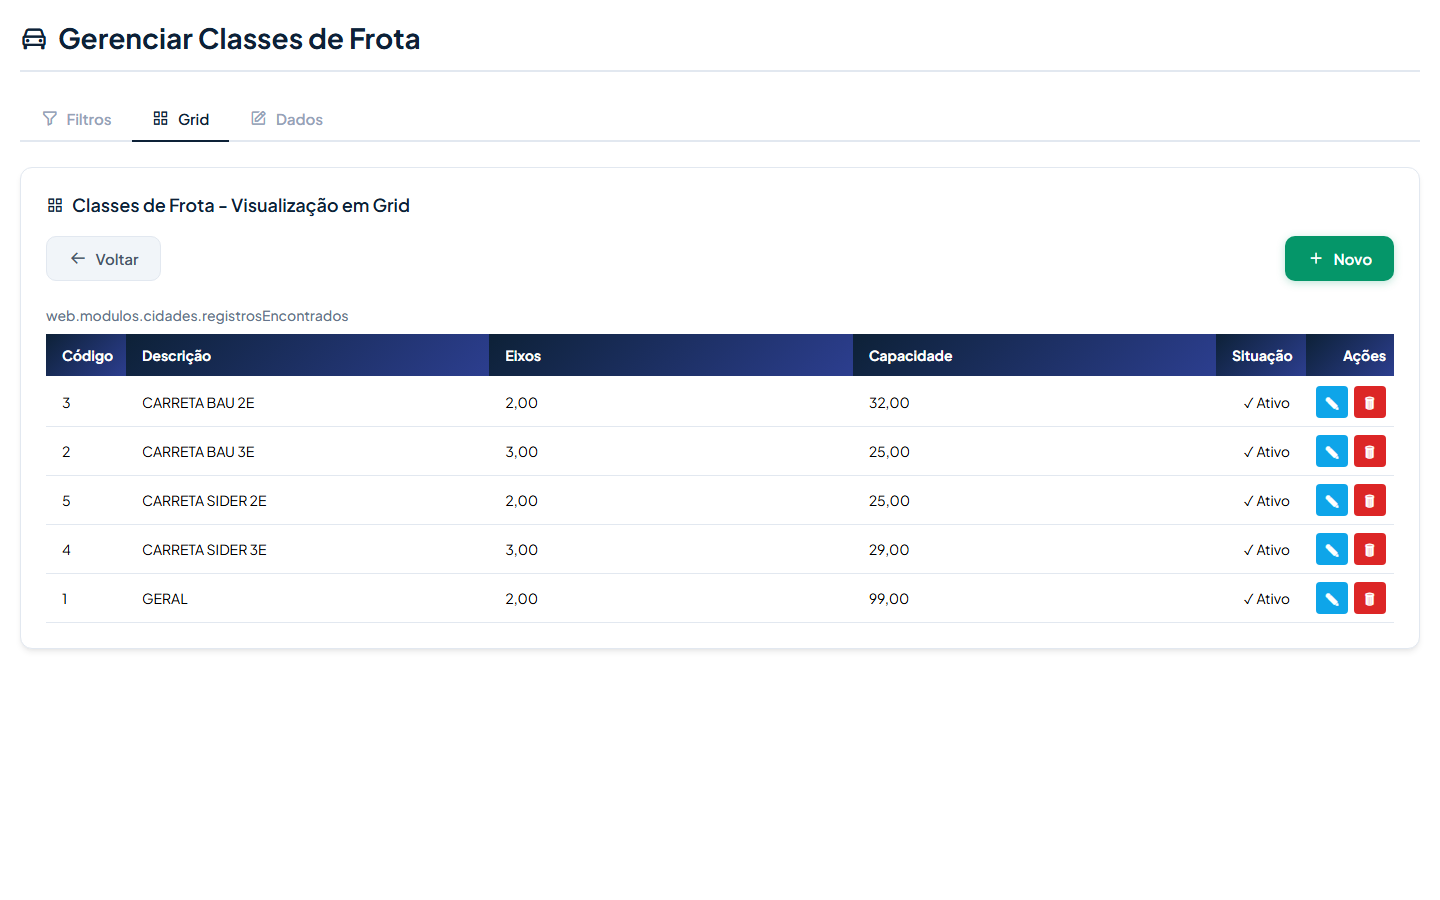 Gerenciar Classes de Frota
Filtros Grid Dados
Classes de Frota - Visualização em Grid
Voltar Novo
web.modulos.cidades.registrosEncontrados
Código Descrição Eixos Capacidade Situação Ações
3 CARRETA BAU 2E 2,00 32,00 ✓ Ativo
2 CARRETA BAU 3E 3,00 25,00 ✓ Ativo
5 CARRETA SIDER 2E 2,00 25,00 ✓ Ativo
4 CARRETA SIDER 3E 3,00 29,00 ✓ Ativo
1 GERAL 2,00 99,00 ✓ Ativo